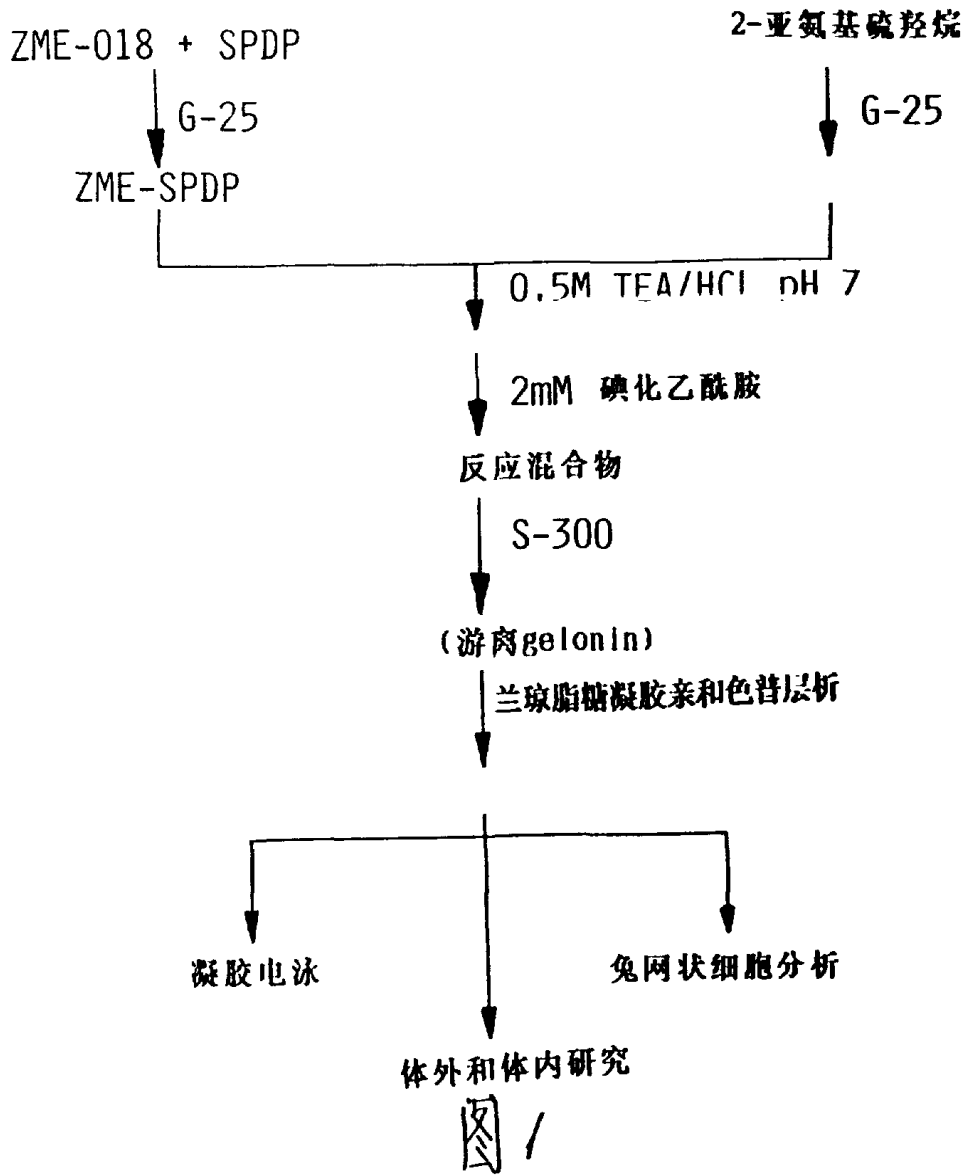 ZME-018 + SPDP
2-亚氨基硫羟烷
G-25
G-25
ZME-SPDP
0.5M TEA/HCl pH 7
2mM 碘化乙酰胺
反应混合物
S-300
(游离gelonin)
兰琼脂糖凝胶亲和色普层析
凝胶电泳
兔网状细胞分析
体外和体内研究
图 1